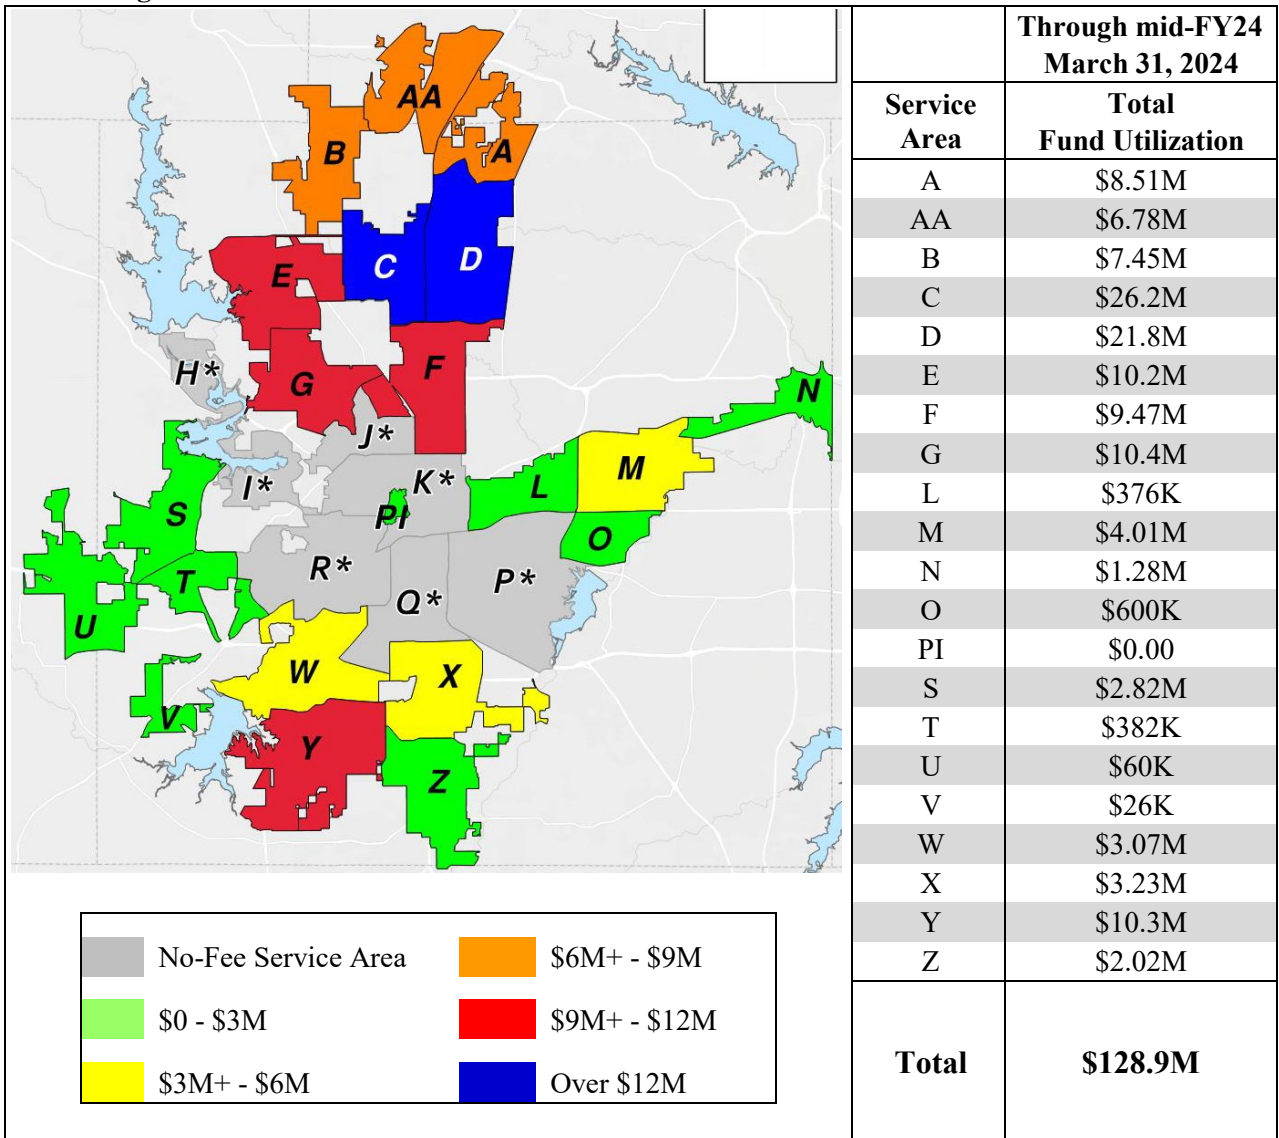 AA
B
A
C
D
E
H*
G
F
N
J*
I*
K*
M
L
PI
S
O
R*
T
P*
Q*
U
W
X
V
Y
Z
No-Fee Service Area
$6M+ - $9M
$0 - $3M
$9M+ - $12M
$3M+ - $6M
Over $12M
Through mid-FY24
March 31, 2024
Service Area
Total Fund Utilization
A $8.51M
AA $6.78M
B $7.45M
C $26.2M
D $21.8M
E $10.2M
F $9.47M
G $10.4M
L $376K
M $4.01M
N $1.28M
O $600K
PI $0.00
S $2.82M
T $382K
U $60K
V $26K
W $3.07M
X $3.23M
Y $10.3M
Z $2.02M
Total $128.9M